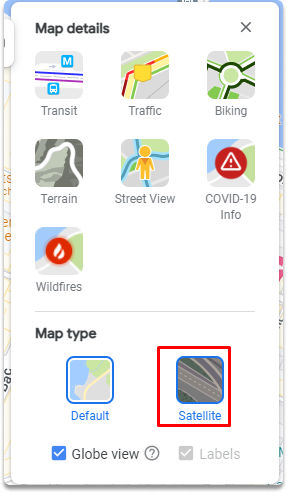 Map details
M
Transit
Traffic
Biking
Terrain
Street View
COVID-19
Info
Wildfires
Map type
Default
Satellite
Globe view ?
Labels